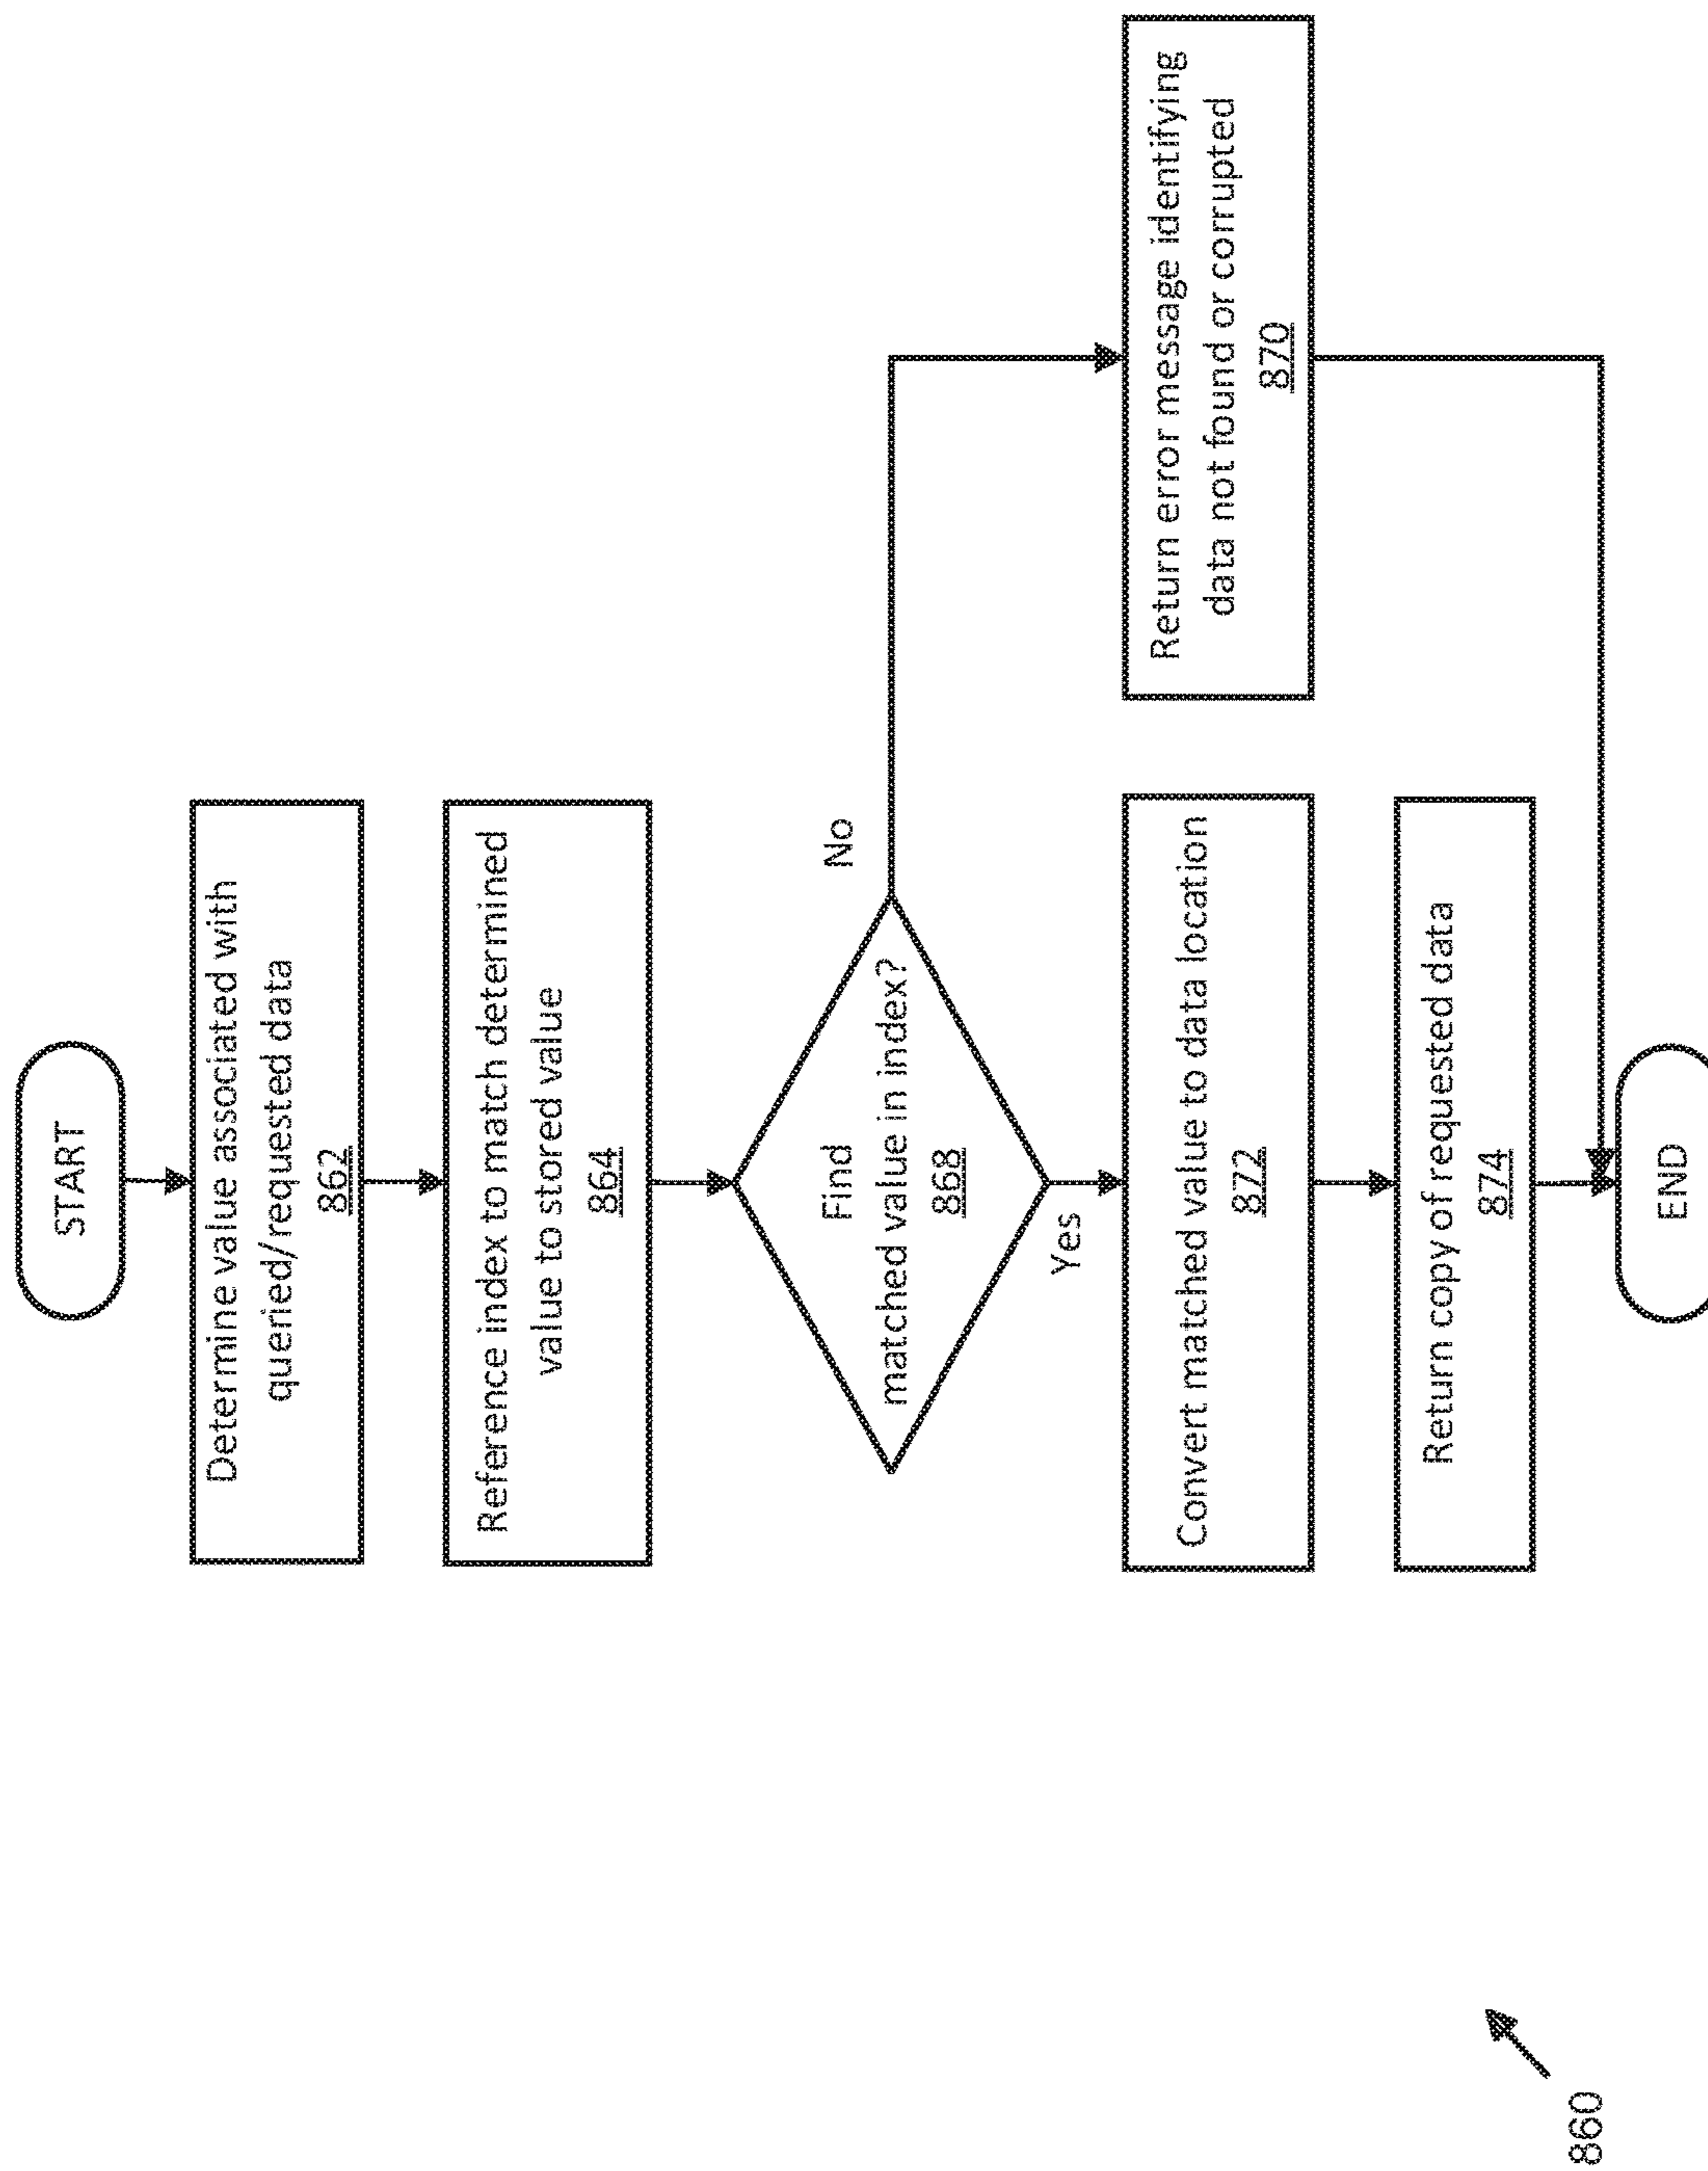 START
Determine value associated with
queried/requested data
862
Reference index to match determined
value to stored value
864
Find
matched value in index?
868
No
Yes
Return error message identifying
data not found or corrupted
870
Convert matched value to data location
872
Return copy of requested data
874
END
860